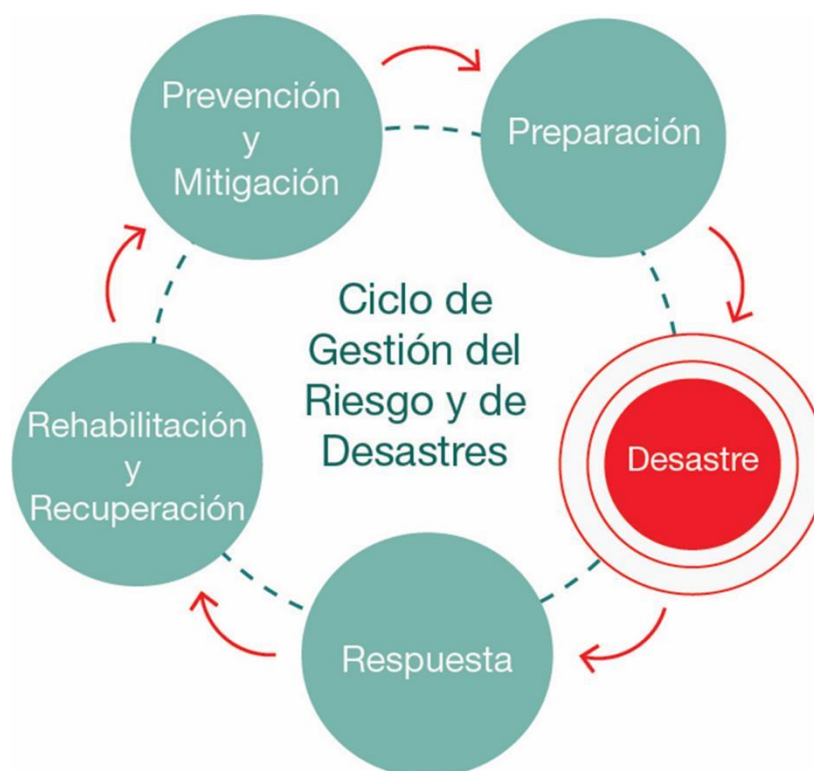 Prevención
y
Mitigación
Preparación
Ciclo de
Gestión del
Riesgo y de
Desastres
Desastre
Rehabilitación
y
Recuperación
Respuesta